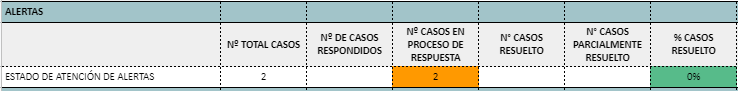 ALERTAS
Nº TOTAL CASOS
Nº DE CASOS
RESPONDIDOS
Nº CASOS EN
PROCESO DE
RESPUESTA
N° CASOS
RESUELTO
N° CASOS
PARCIALMENTE
RESUELTO
% CASOS
RESUELTO
ESTADO DE ATENCIÓN DE ALERTAS 2 2 0%